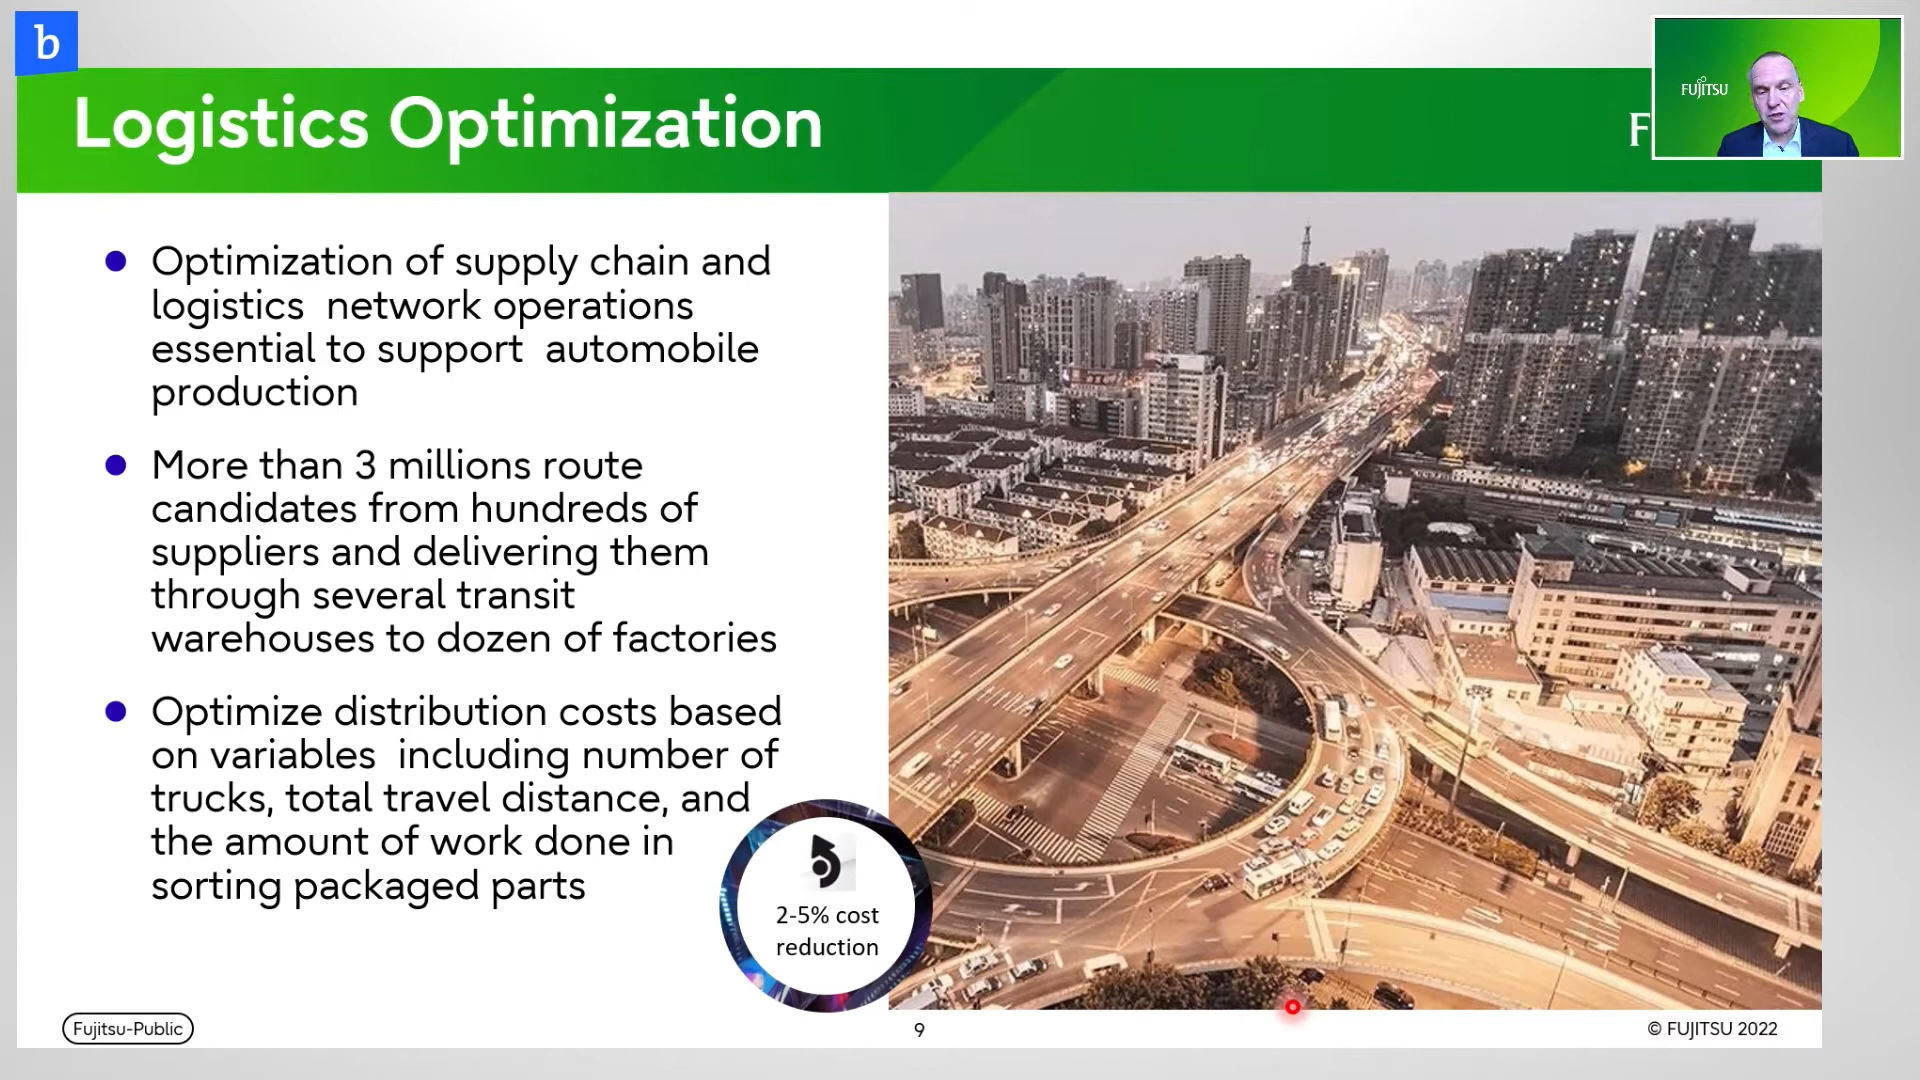 b
Logistics Optimization
F
FUJITSU
Optimization of supply chain and
logistics  network operations
essential to support  automobile
production
More than 3 millions route
candidates from hundreds of
suppliers and delivering them
through several transit
warehouses to dozen of factories
Optimize distribution costs based
on variables  including number of
trucks, total travel distance, and
the amount of work done in
sorting packaged parts
2-5% cost
reduction
Fujitsu-Public
9
© FUJITSU 2022